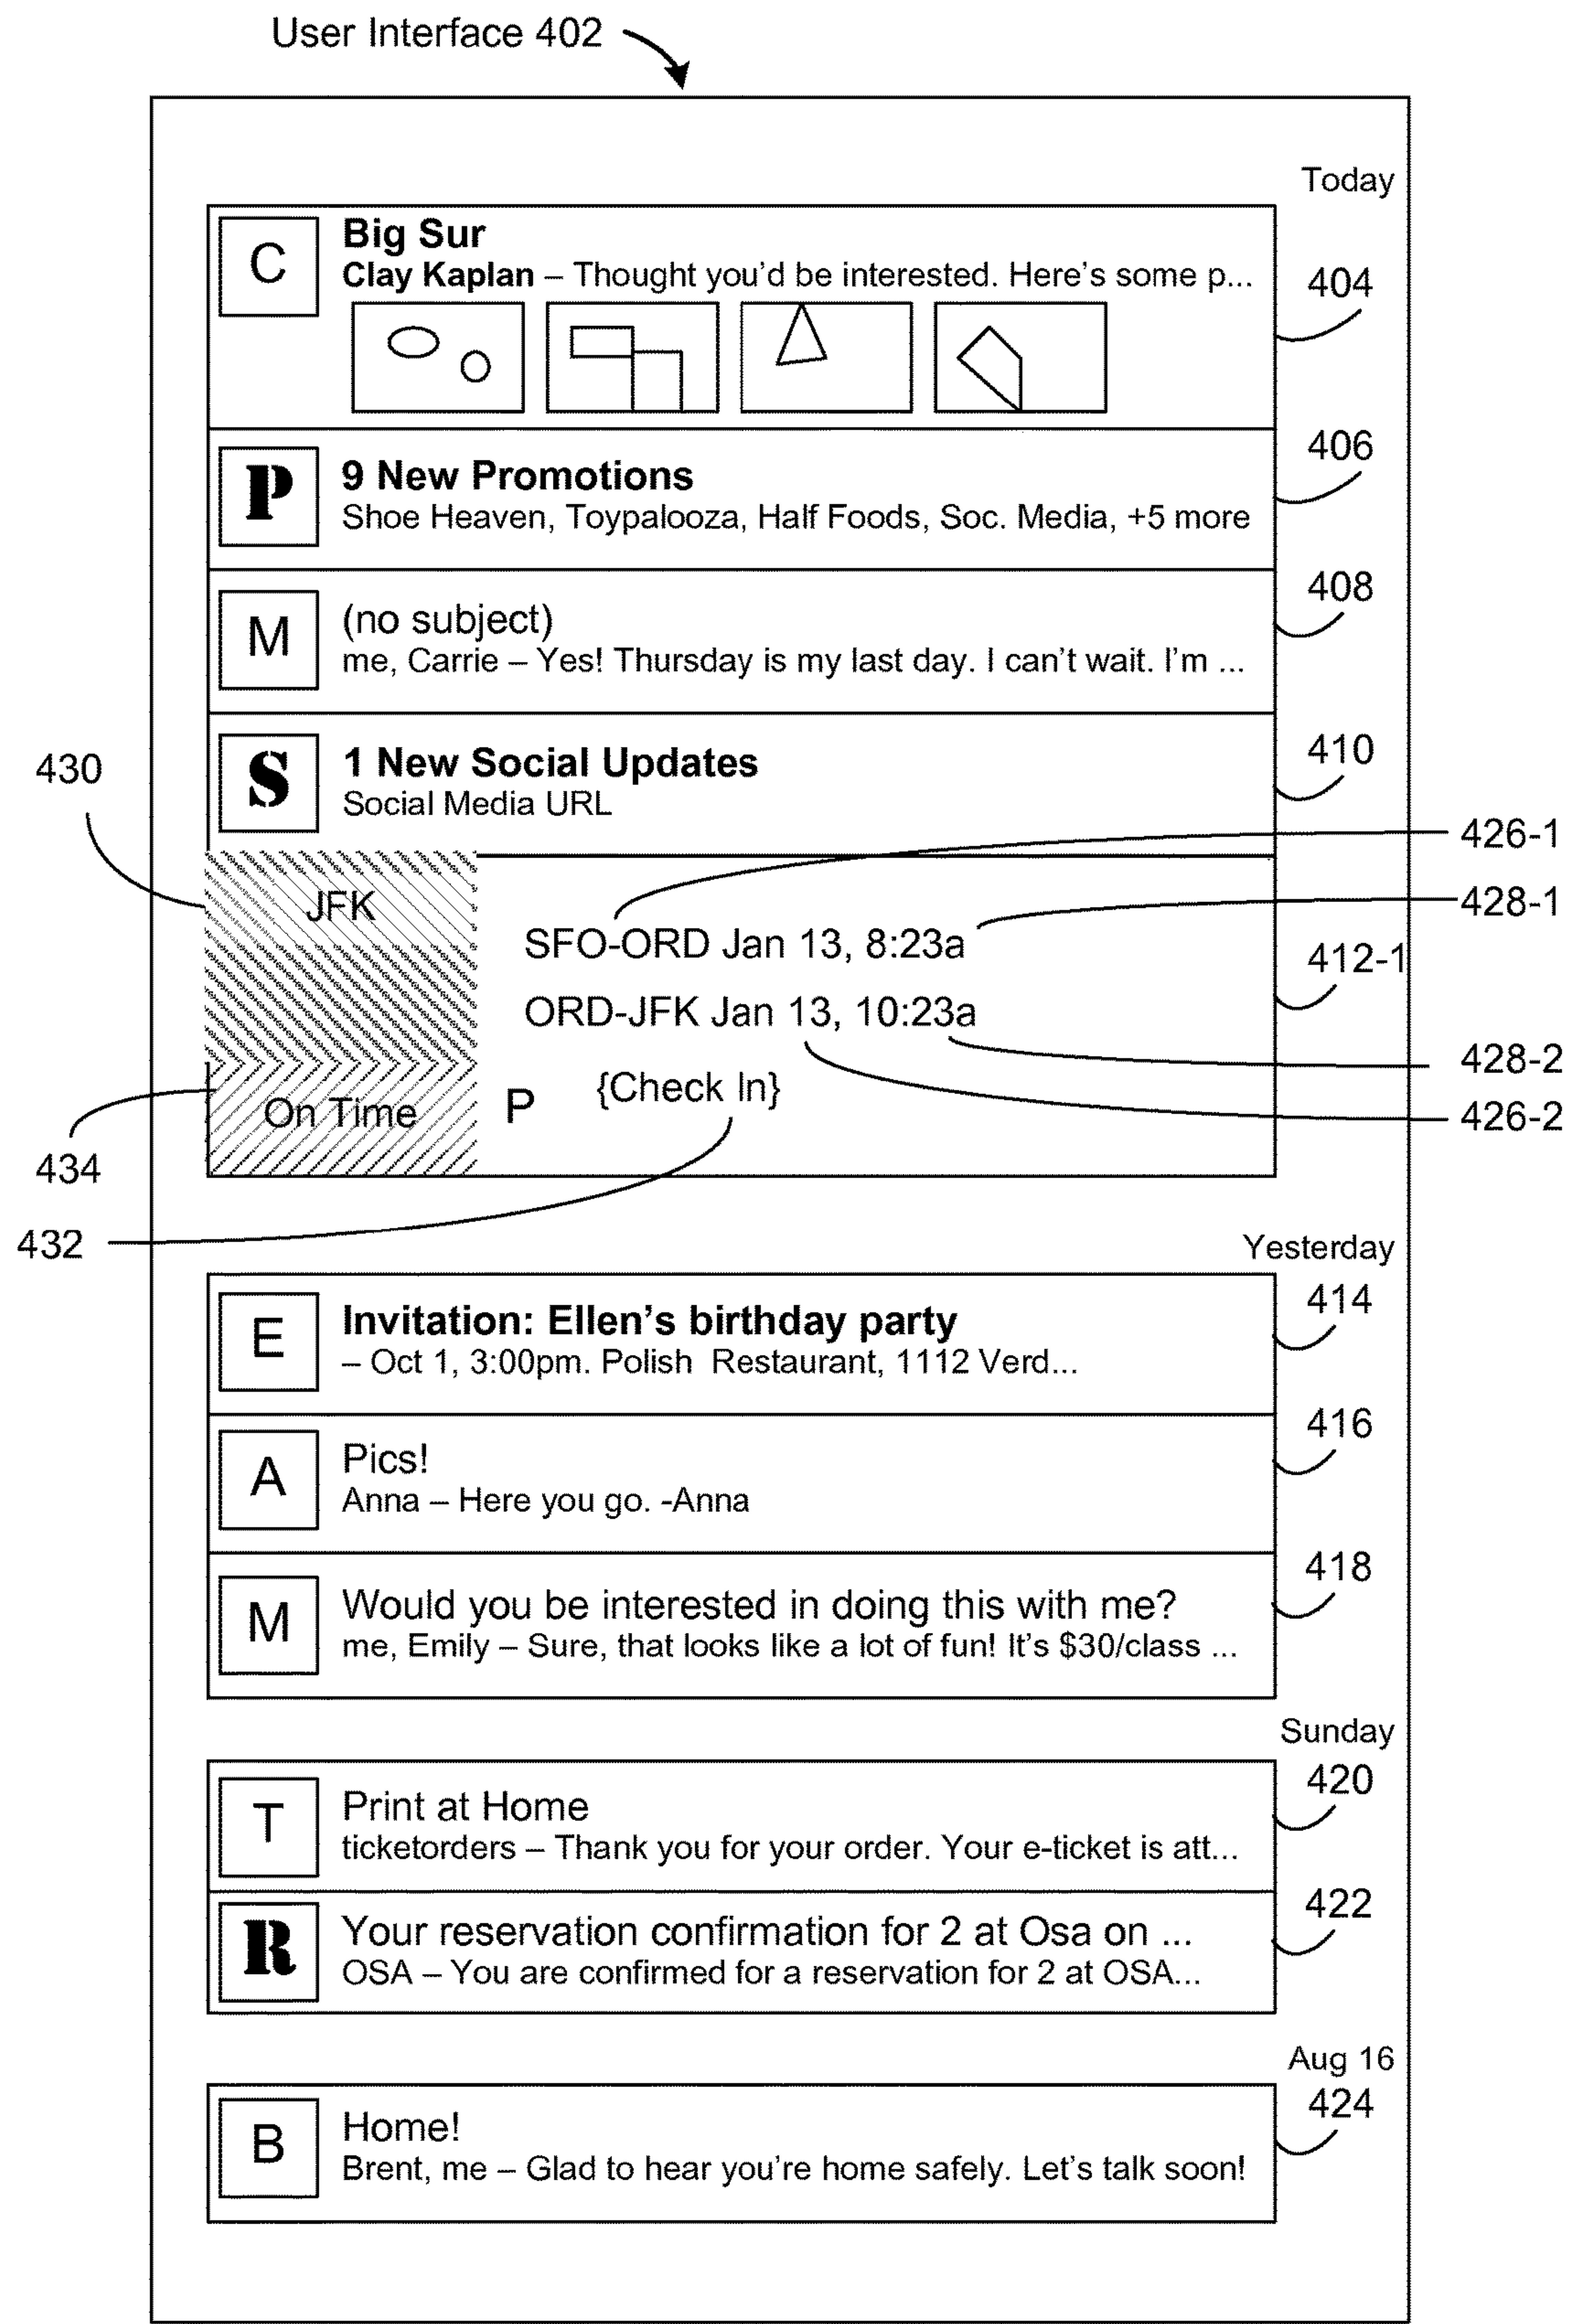 User Interface 402
Today
C
Big Sur
Clay Kaplan – Thought you'd be interested. Here's some p...
404
P
9 New Promotions
Shoe Heaven, Toypalooza, Half Foods, Soc. Media, +5 more
406
M
(no subject)
me, Carrie – Yes! Thursday is my last day. I can't wait. I'm ...
408
S
1 New Social Updates
Social Media URL
410
430
426-1
JFK
428-1
SFO-ORD Jan 13, 8:23a
412-1
ORD-JFK Jan 13, 10:23a
428-2
On Time
P
{Check In}
426-2
434
432
Yesterday
E
Invitation: Ellen's birthday party
– Oct 1, 3:00pm. Polish Restaurant, 1112 Verd...
414
A
Pics!
Anna – Here you go. -Anna
416
M
Would you be interested in doing this with me?
me, Emily – Sure, that looks like a lot of fun! It's $30/class ...
418
Sunday
T
Print at Home
ticketorders – Thank you for your order. Your e-ticket is att...
420
R
Your reservation confirmation for 2 at Osa on ...
OSA – You are confirmed for a reservation for 2 at OSA...
422
Aug 16
B
Home!
Brent, me – Glad to hear you're home safely. Let's talk soon!
424